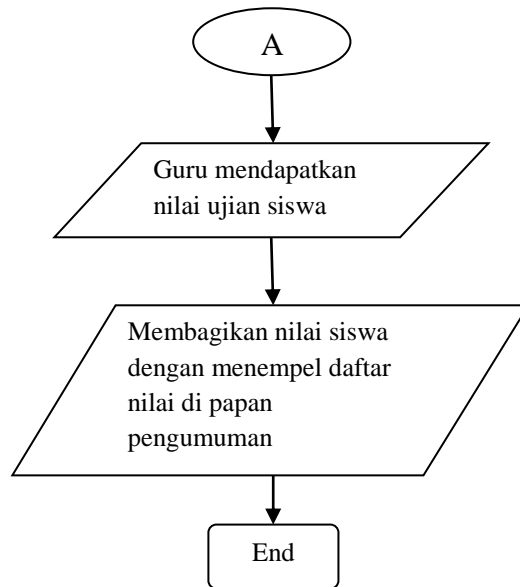 A
Guru mendapatkan
nilai ujian siswa
Membagikan nilai siswa
dengan menempel daftar
nilai di papan
pengumuman
End